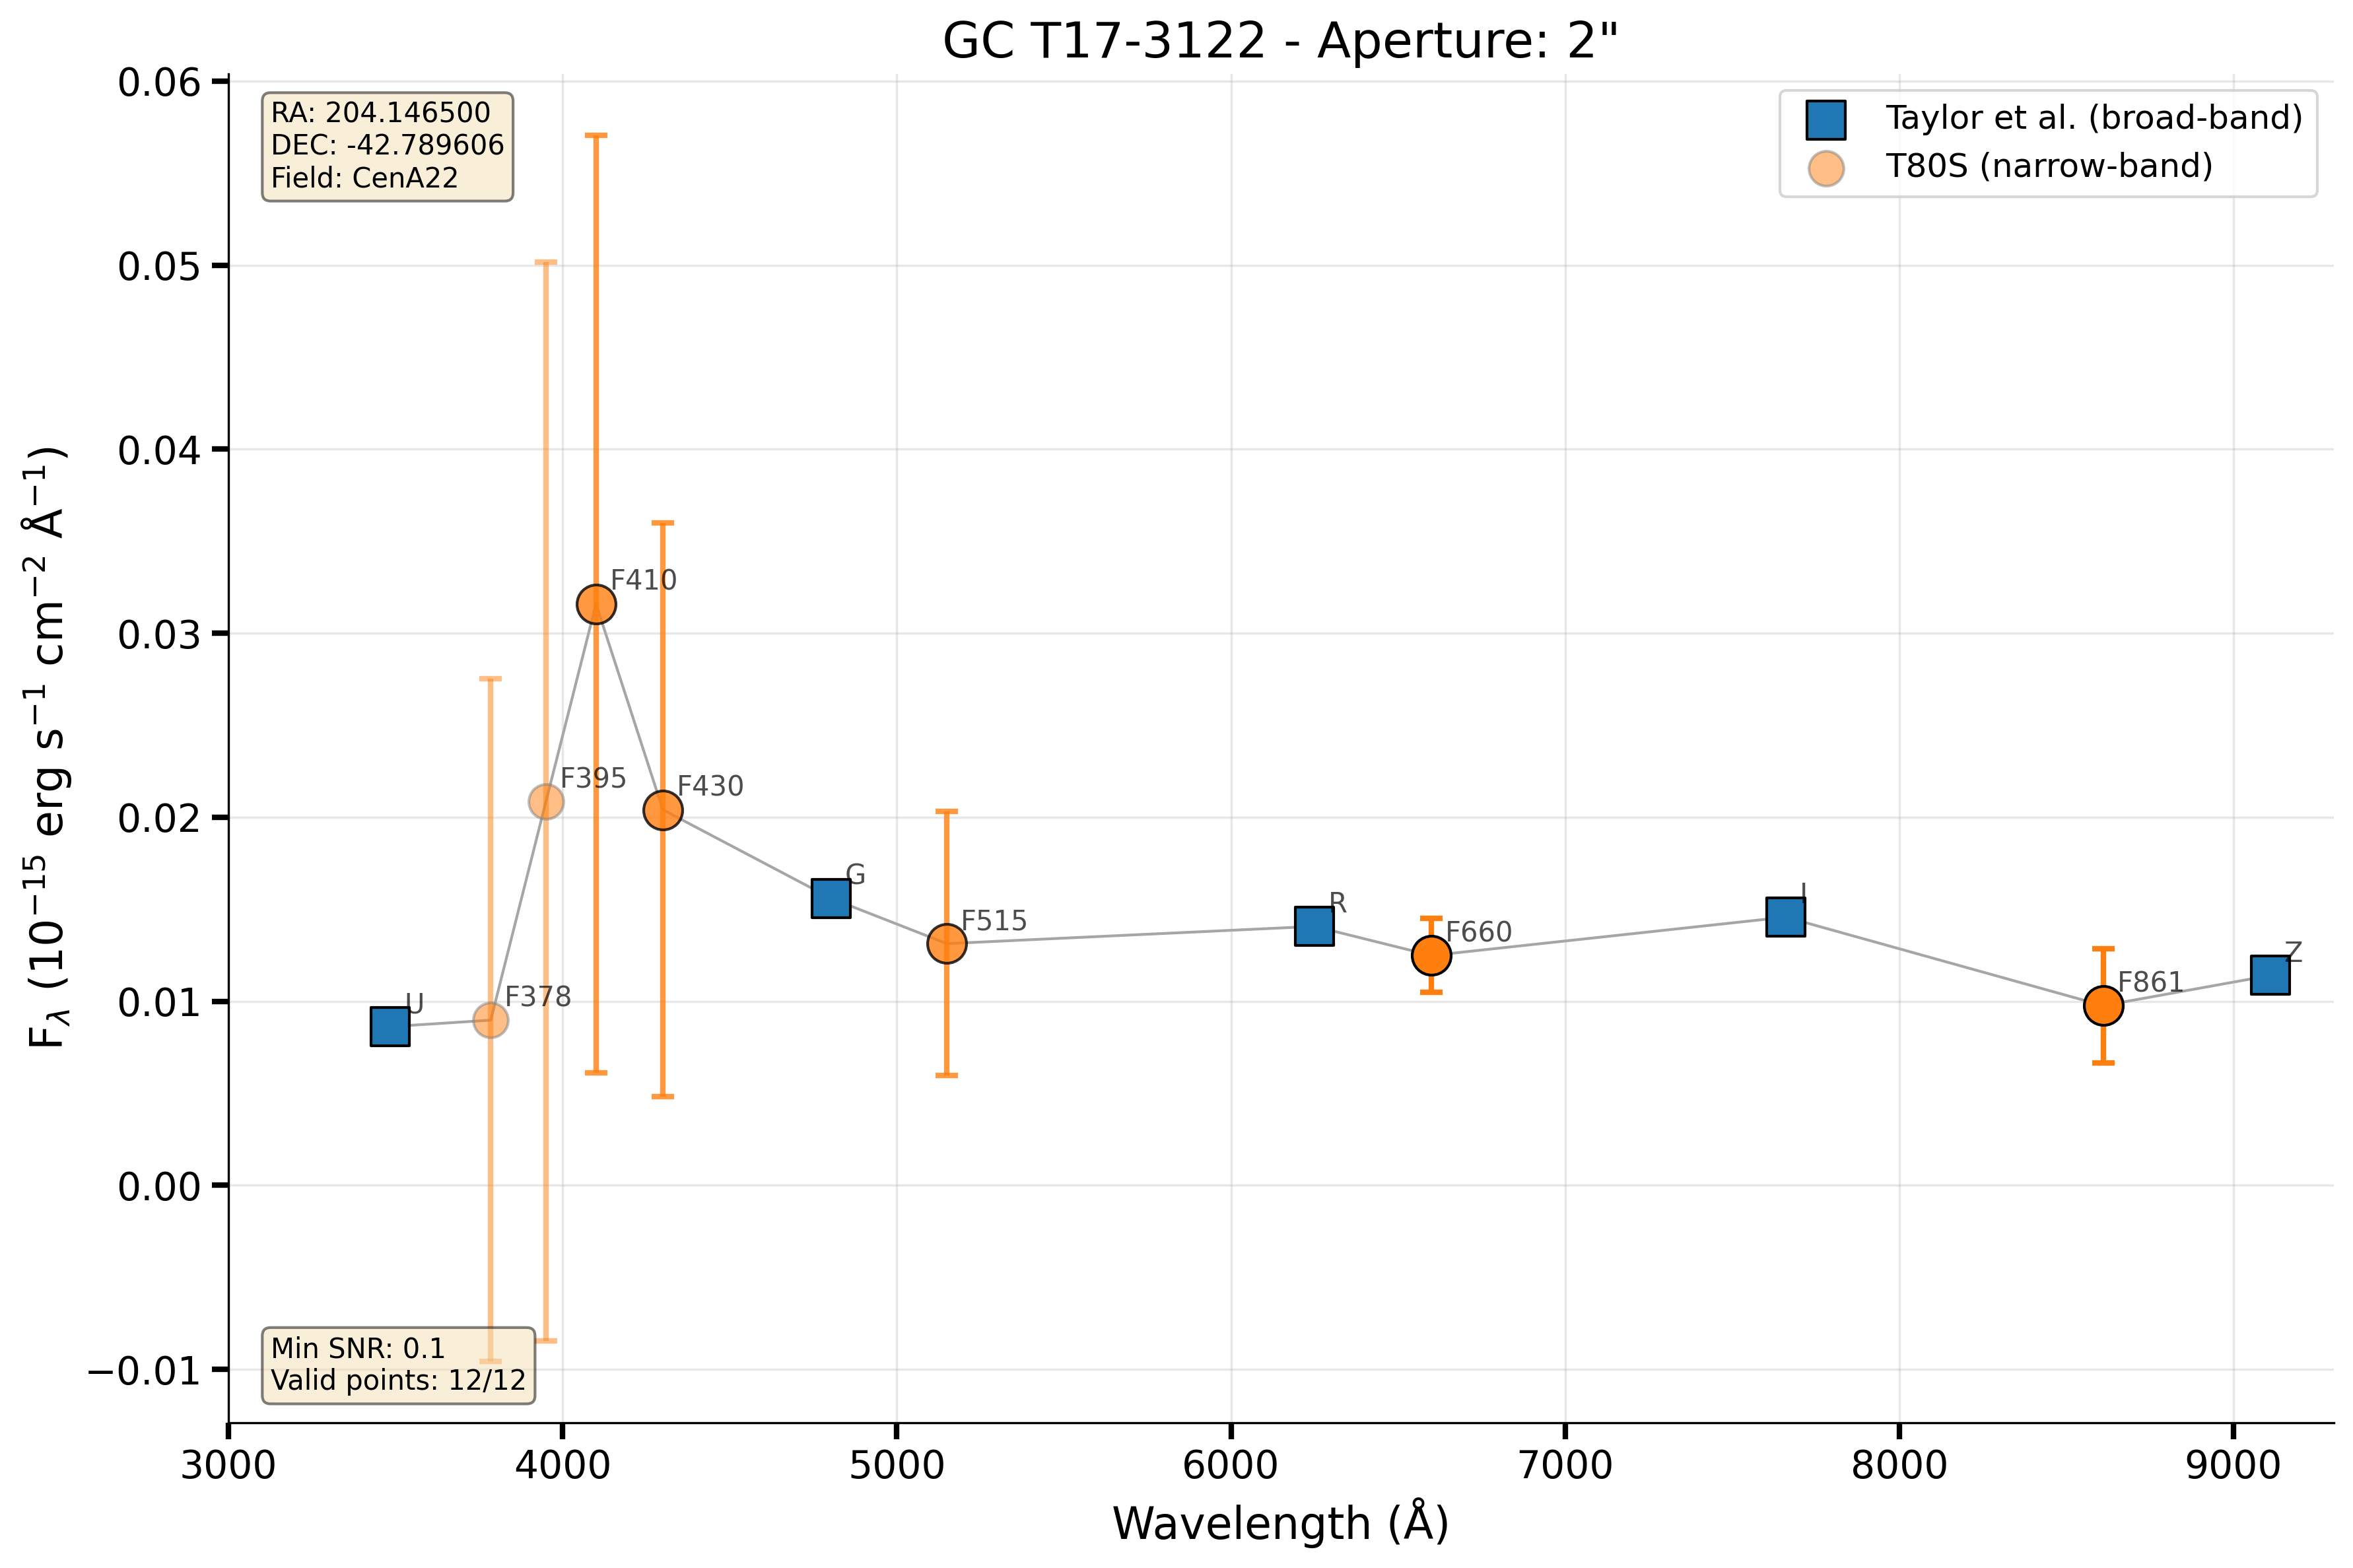 GC T17-3122 - Aperture: 2"
RA: 204.146500
DEC: -42.789606
Field: CenA22
Taylor et al. (broad-band)
T80S (narrow-band)
0.06
0.05
0.04
0.03
0.02
0.01
0.00
−0.01
F_λ (10⁻¹⁵ erg s⁻¹ cm⁻² Å⁻¹)
U
F378
F395
F410
F430
G
F515
R
F660
I
F861
Z
Min SNR: 0.1
Valid points: 12/12
3000 4000 5000 6000 7000 8000 9000
Wavelength (Å)